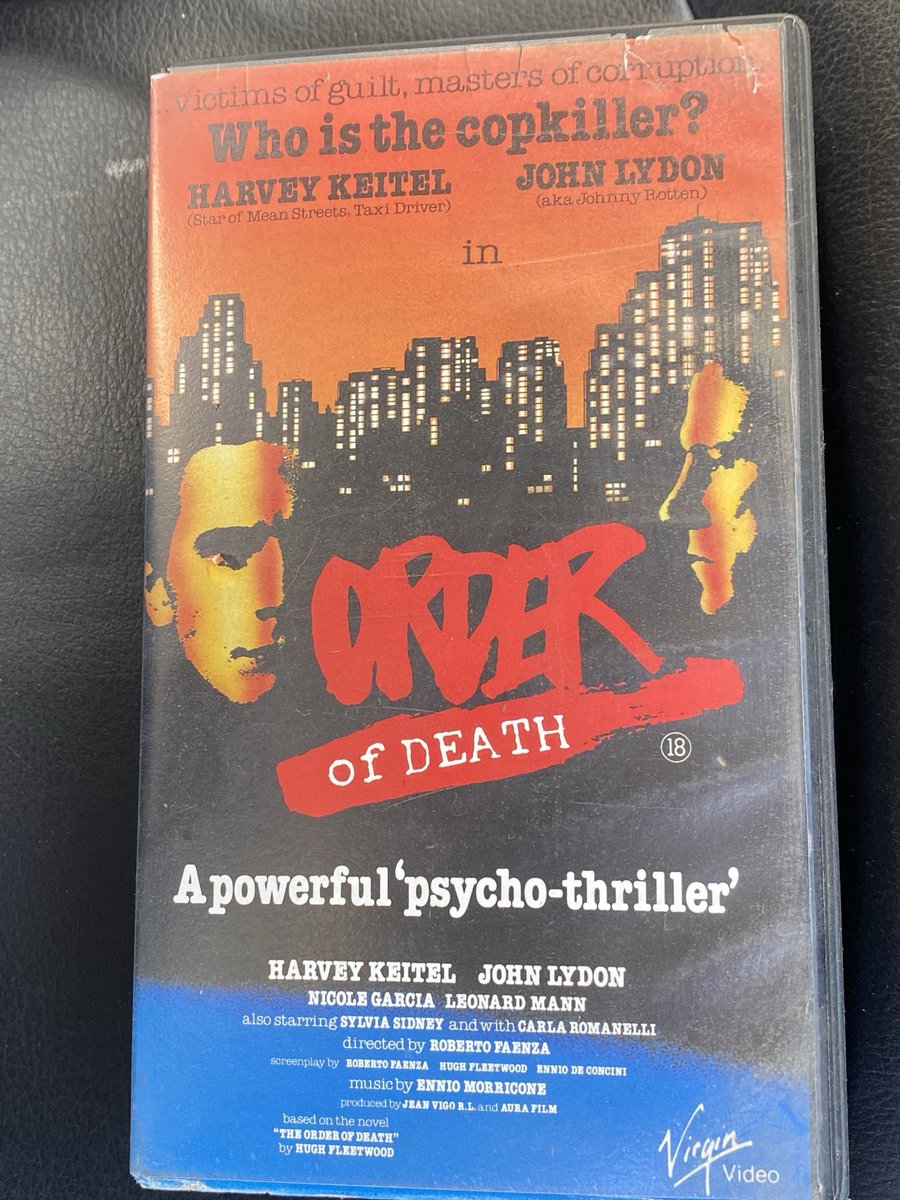 ...victims of guilt, masters of corruption
Who is the copkiller?
HARVEY KEITEL JOHN LYDON
(Star of Mean Streets, Taxi Driver) (aka Johnny Rotten)
in
ORDER
of DEATH
18
A powerful 'psycho-thriller'
HARVEY KEITEL JOHN LYDON
NICOLE GARCIA LEONARD MANN
also starring SYLVIA SIDNEY and with CARLA ROMANELLI
directed by ROBERTO FAENZA
screenplay by ROBERTO FAENZA HUGH FLEETWOOD ENNIO DE CONCINI
music by ENNIO MORRICONE
produced by JEAN VIGO R.L. and AURA FILM
based on the novel
"THE ORDER OF DEATH"
by HUGH FLEETWOOD
Virgin
Video